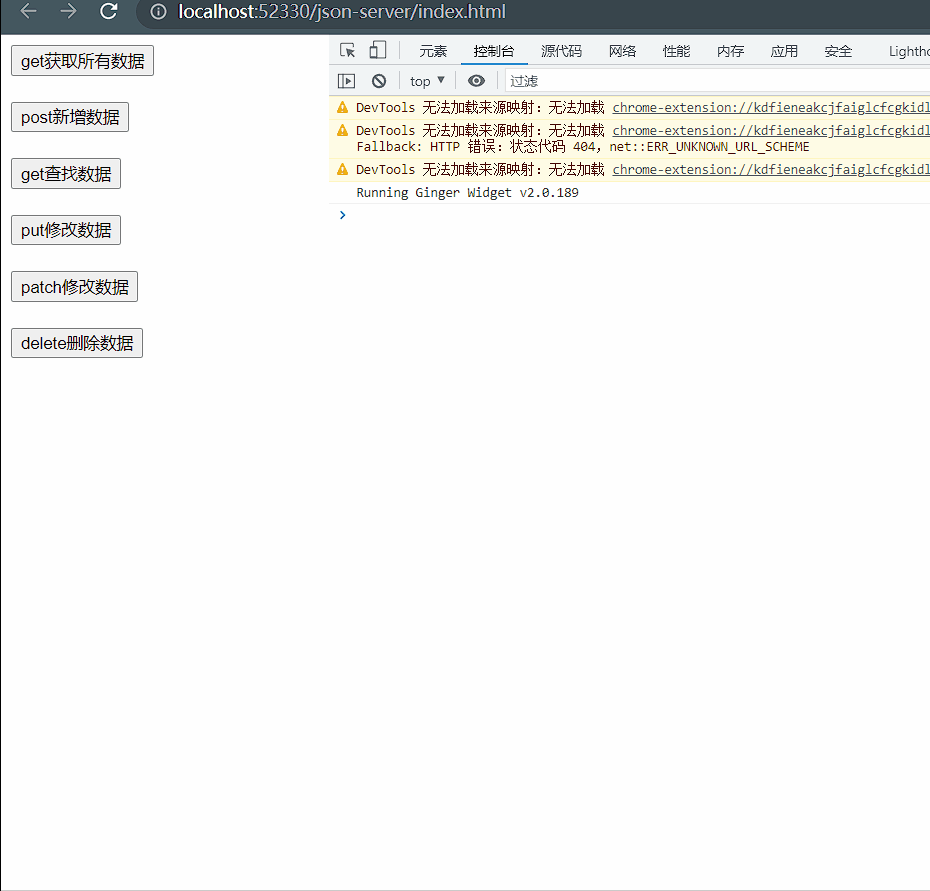 localhost:52330/json-server/index.html
get获取所有数据
post新增数据
get查找数据
put修改数据
patch修改数据
delete删除数据
元素 控制台 源代码 网络 性能 内存 应用 安全 Lightho
top 过滤
DevTools 无法加载来源映射：无法加载 chrome-extension://kdfieneakcjfaiglcfcgkidl
DevTools 无法加载来源映射：无法加载 chrome-extension://kdfieneakcjfaiglcfcgkidl
Fallback: HTTP 错误：状态代码 404，net::ERR_UNKNOWN_URL_SCHEME
DevTools 无法加载来源映射：无法加载 chrome-extension://kdfieneakcjfaiglcfcgkidl
Running Ginger Widget v2.0.189